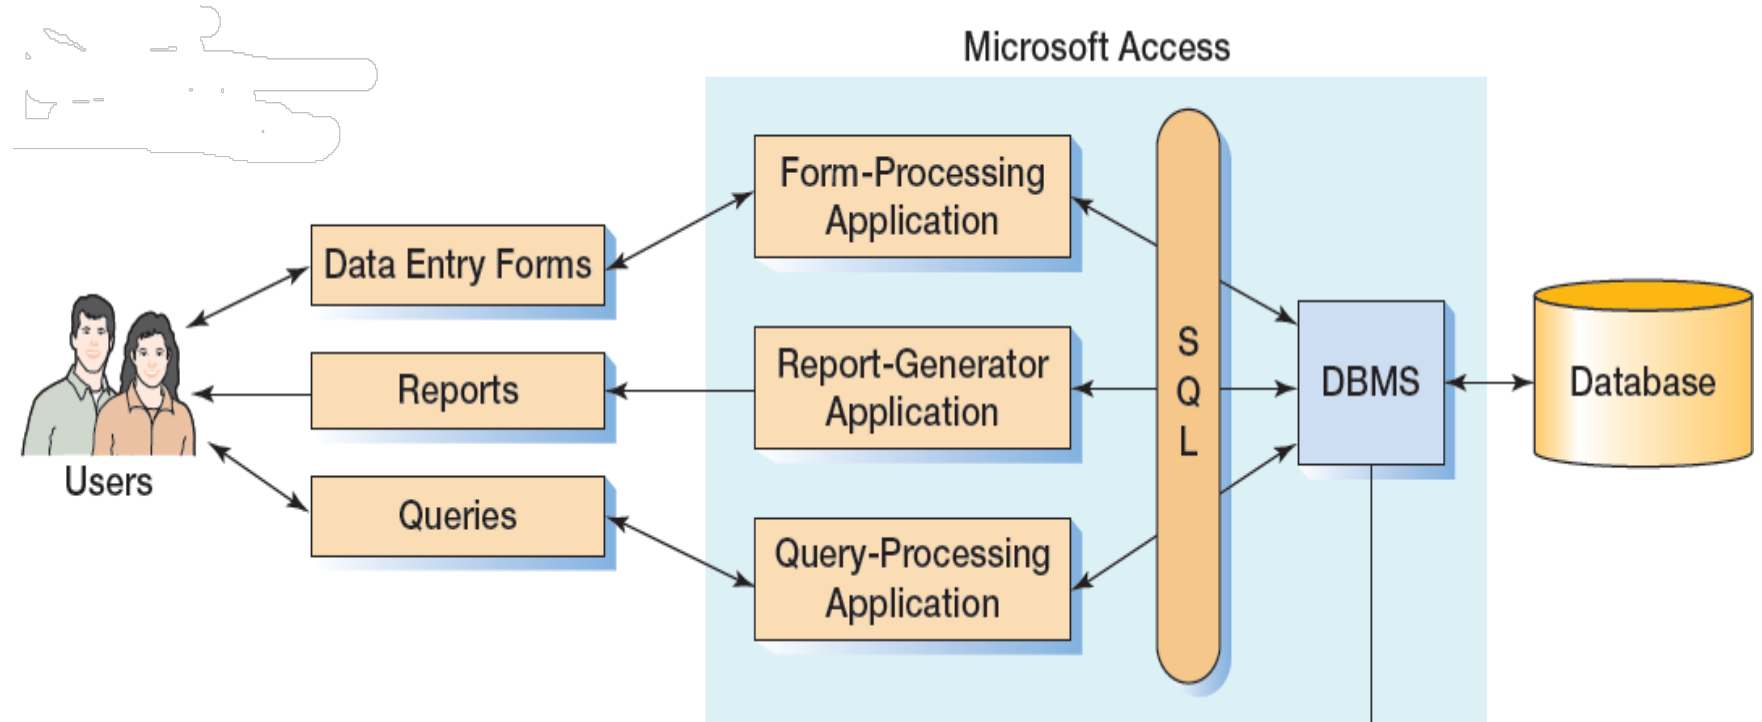 Microsoft Access
Form-Processing
Application
Data Entry Forms
Users
Reports
Report-Generator
Application
Queries
Query-Processing
Application
S
Q
L
DBMS
Database